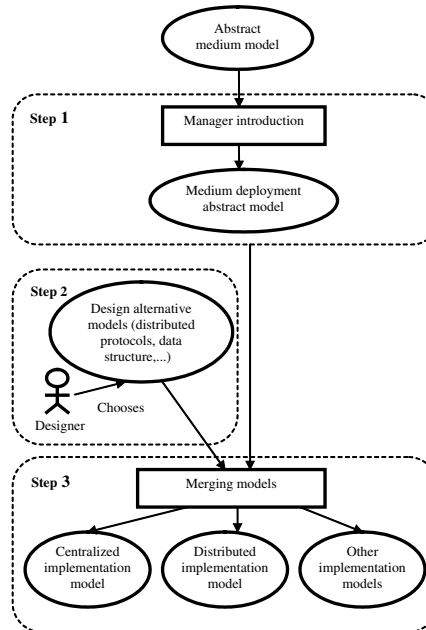 Abstract
medium model
Step 1
Manager introduction
Medium deployment
abstract model
Step 2
Design alternative
models (distributed
protocols, data
structure,...)
Chooses
Designer
Step 3
Merging models
Centralized
implementation
model
Distributed
implementation
model
Other
implementation
models